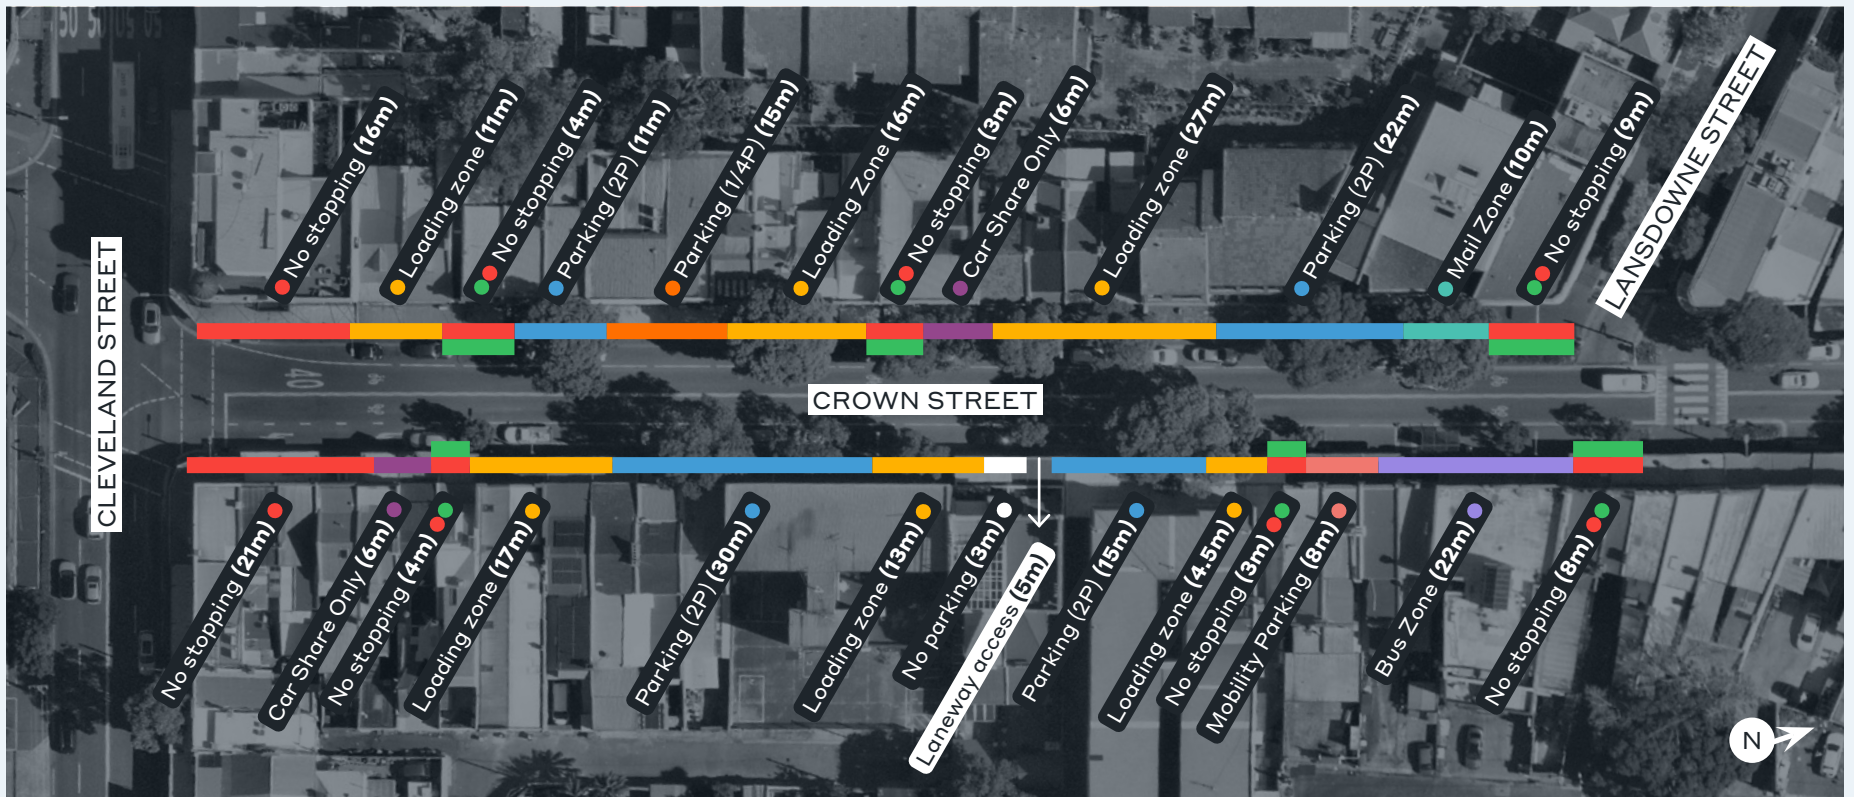 No stopping (16m)
Loading zone (11m)
No stopping (4m)
Parking (2P) (11m)
Parking (1/4P) (15m)
Loading Zone (16m)
No stopping (3m)
Car Share Only (6m)
Loading zone (27m)
Parking (2P) (22m)
Mail Zone (10m)
No stopping (9m)
LANSDOWNE STREET
CLEVELAND STREET
40
CROWN STREET
No stopping (21m)
Car Share Only (6m)
No stopping (4m)
Loading zone (17m)
Parking (2P) (30m)
Loading zone (13m)
No parking (3m)
Laneway access (5m)
Parking (2P) (15m)
Loading zone (4.5m)
No stopping (3m)
Mobility Parking (8m)
Bus Zone (22m)
No stopping (8m)
N